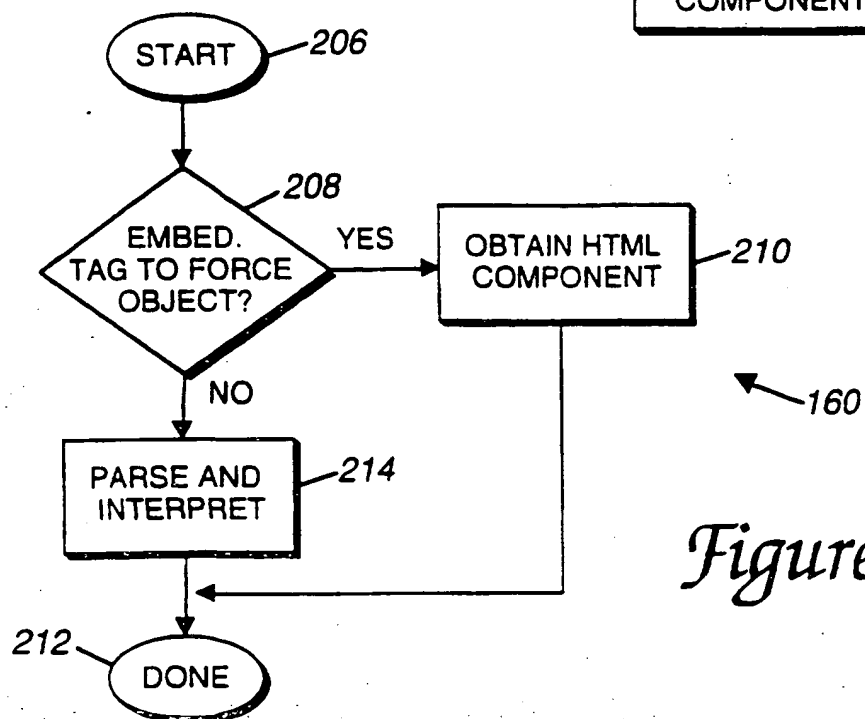 COMPONENT
START
206
208
EMBED.
TAG TO FORCE
OBJECT?
YES
OBTAIN HTML
COMPONENT
210
NO
160
PARSE AND
INTERPRET
214
Figure
212
DONE